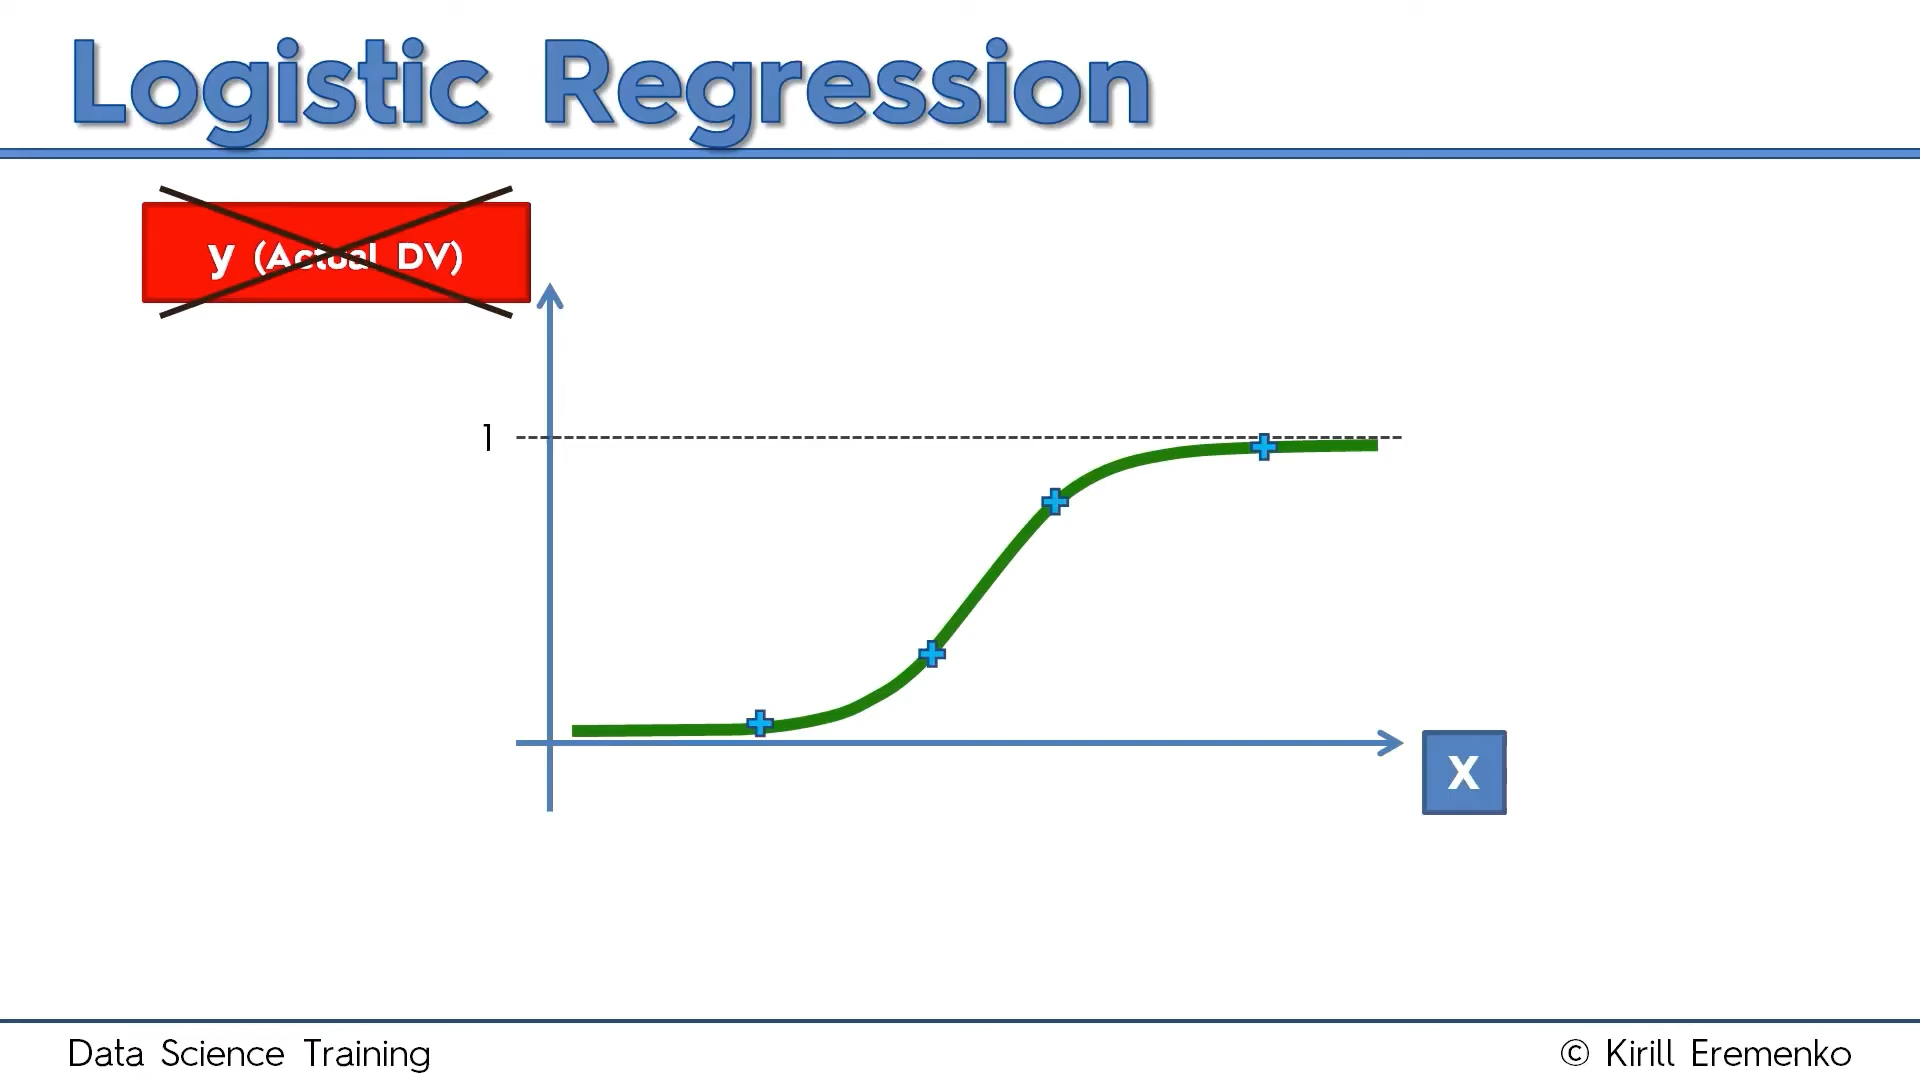 Logistic Regression
y (Actual DV)
1
X
Data Science Training
© Kirill Eremenko